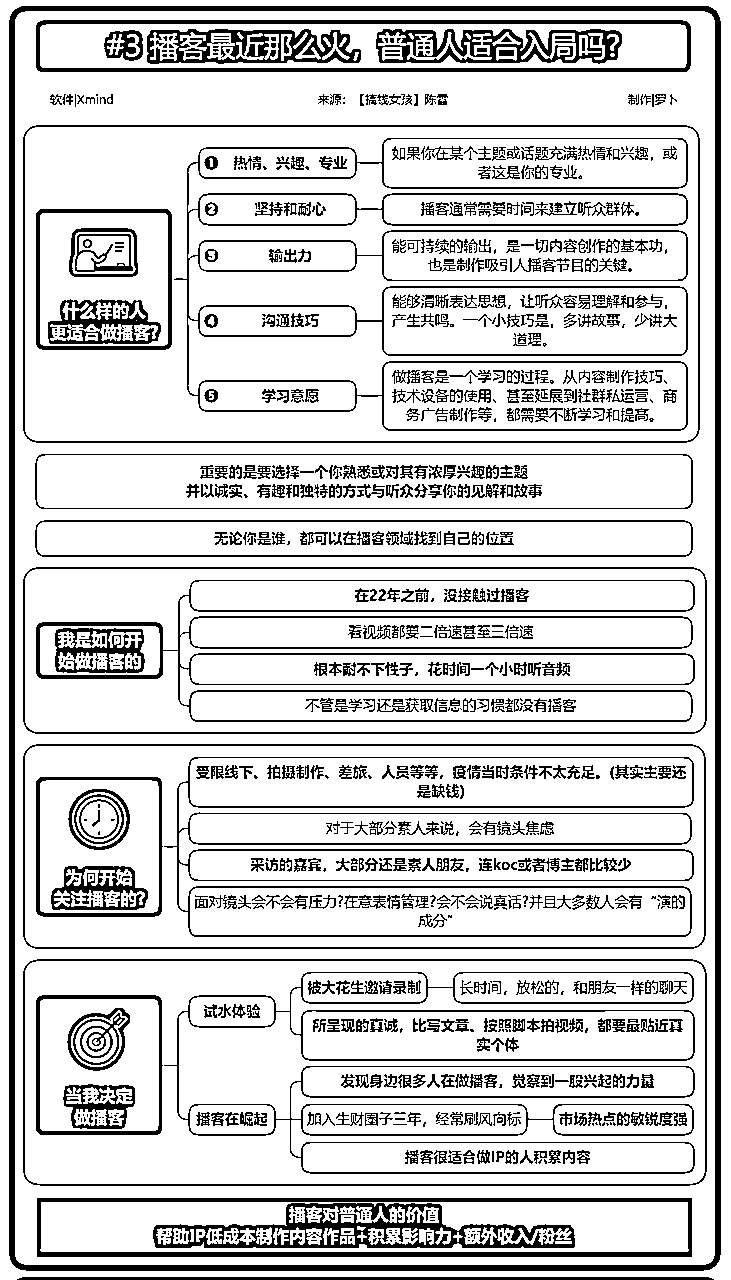 #3 播客最近那么火，普通人适合入局吗？
软件|Xmind
来源：【搞钱女孩】陈雷
制作|萝卜
什么样的人
更适合做播客?
❶ 热情、兴趣、专业
如果你在某个主题或话题充满热情和兴趣，或
者这是你的专业。
❷ 坚持和耐心
播客通常需要时间来建立听众群体。
❸ 输出力
能可持续的输出，是一切内容创作的基本功，
也是制作吸引人播客节目的关键。
❹ 沟通技巧
能够清晰表达思想，让听众容易理解和参与，
产生共鸣。一个小技巧是，多讲故事，少讲大
道理。
❺ 学习意愿
做播客是一个学习的过程。从内容制作技巧、
技术设备的使用、甚至延展到社群私运营、商
务广告制作等，都需要不断学习和提高。
重要的是要选择一个你熟悉或对其有浓厚兴趣的主题
并以诚实、有趣和独特的方式与听众分享你的见解和故事
无论你是谁，都可以在播客领域找到自己的位置
我是如何开
始做播客的
在22年之前，没接触过播客
看视频都要二倍速甚至三倍速
根本耐不下性子，花时间一个小时听音频
不管是学习还是获取信息的习惯都没有播客
为何开始
关注播客的?
受限线下、拍摄制作、差旅、人员等等，疫情当时条件不太充足。(其实主要还
是缺钱)
对于大部分素人来说，会有镜头焦虑
采访的嘉宾，大部分还是素人朋友，连koc或者博主都比较少
面对镜头会不会有压力?在意表情管理?会不会说真话?并且大多数人会有“演的
成分”
当我决定
做播客
试水体验
被大花生邀请录制
长时间，放松的，和朋友一样的聊天
所呈现的真诚，比写文章、按照脚本拍视频，都要最贴近真
实个体
播客在崛起
发现身边很多人在做播客，觉察到一股兴起的力量
加入生财圈子三年，经常刷风向标
市场热点的敏锐度强
播客很适合做IP的人积累内容
播客对普通人的价值
帮助IP低成本制作内容作品+积累影响力+额外收入/粉丝